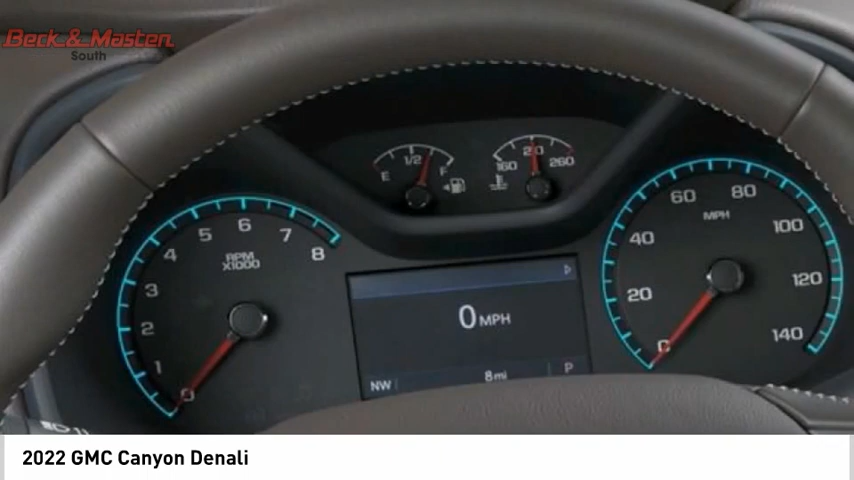 Beck & Masten
South
1/2
E
F
160
210
260
RPM
X1000
0
1
2
3
4
5
6
7
8
0 MPH
NW
8mi
P
MPH
0
20
40
60
80
100
120
140
2022 GMC Canyon Denali